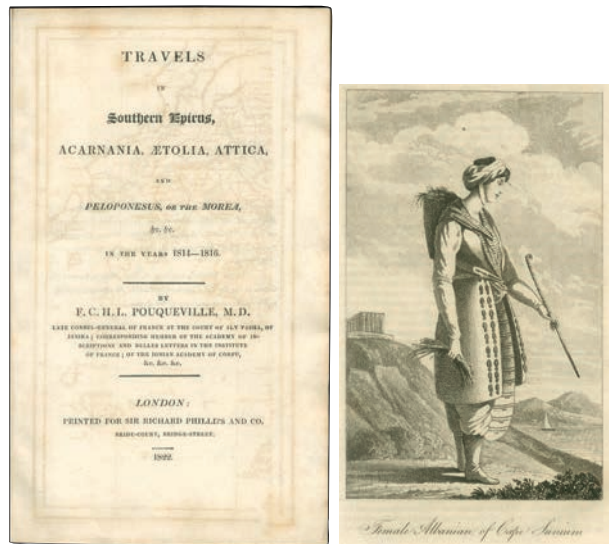 TRAVELS
IN
Southern Epirus,
ACARNANIA, ÆTOLIA, ATTICA,
AND
PELOPONESUS, OR THE MOREA,
&c. &c.
IN THE YEARS 1814—1816.
BY
F. C. H. L. POUQUEVILLE, M.D.
LATE CONSUL-GENERAL OF FRANCE AT THE COURT OF ALY PACHA, OF
JANINA; CORRESPONDING MEMBER OF THE ACADEMY OF IN-
SCRIPTIONS AND BELLES LETTERS IN THE INSTITUTE
OF FRANCE; OF THE IONIAN ACADEMY OF CORFU,
&c. &c. &c.
LONDON:
PRINTED FOR SIR RICHARD PHILLIPS AND CO.
BRIDE-COURT, BRIDGE-STREET.
1822.
Female Albanian of Cape Sunium